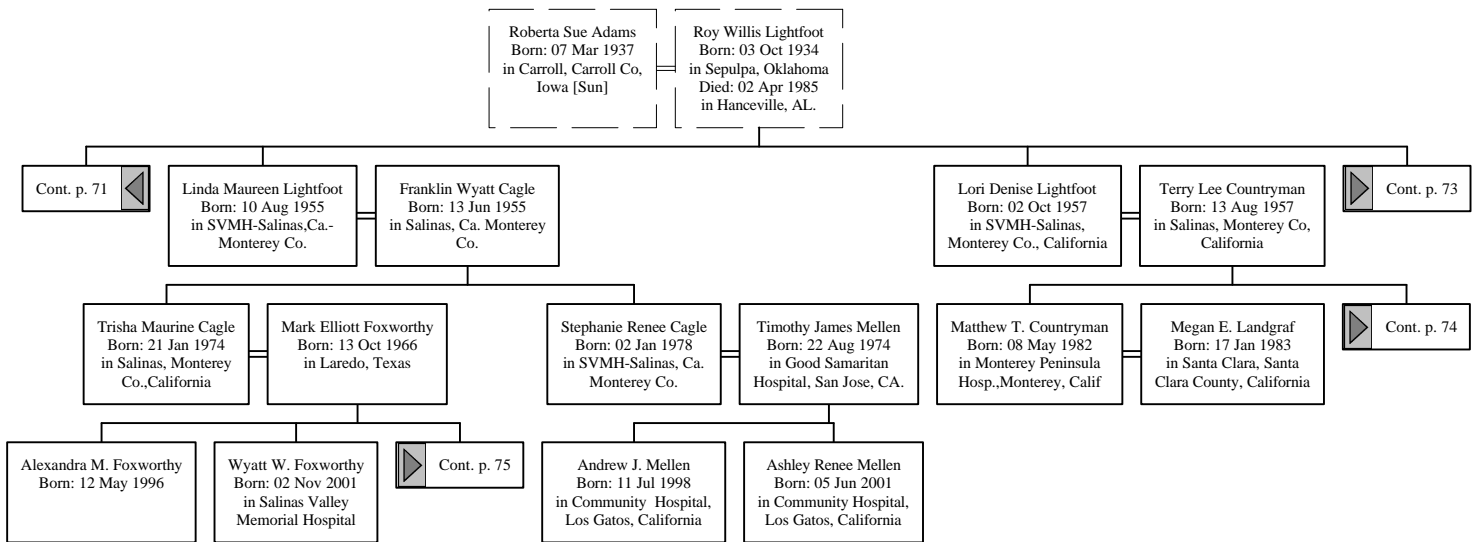 Roberta Sue Adams
Born: 07 Mar 1937
in Carroll, Carroll Co,
Iowa [Sun]
Roy Willis Lightfoot
Born: 03 Oct 1934
in Sepulpa, Oklahoma
Died: 02 Apr 1985
in Hanceville, AL.
Cont. p. 71
Linda Maureen Lightfoot
Born: 10 Aug 1955
in SVMH-Salinas,Ca.-
Monterey Co.
Franklin Wyatt Cagle
Born: 13 Jun 1955
in Salinas, Ca. Monterey
Co.
Lori Denise Lightfoot
Born: 02 Oct 1957
in SVMH-Salinas,
Monterey Co., California
Terry Lee Countryman
Born: 13 Aug 1957
in Salinas, Monterey Co,
California
Cont. p. 73
Trisha Maurine Cagle
Born: 21 Jan 1974
in Salinas, Monterey
Co.,California
Mark Elliott Foxworthy
Born: 13 Oct 1966
in Laredo, Texas
Stephanie Renee Cagle
Born: 02 Jan 1978
in SVMH-Salinas, Ca.
Monterey Co.
Timothy James Mellen
Born: 22 Aug 1974
in Good Samaritan
Hospital, San Jose, CA.
Matthew T. Countryman
Born: 08 May 1982
in Monterey Peninsula
Hosp.,Monterey, Calif
Megan E. Landgraf
Born: 17 Jan 1983
in Santa Clara, Santa
Clara County, California
Cont. p. 74
Alexandra M. Foxworthy
Born: 12 May 1996
Wyatt W. Foxworthy
Born: 02 Nov 2001
in Salinas Valley
Memorial Hospital
Cont. p. 75
Andrew J. Mellen
Born: 11 Jul 1998
in Community Hospital,
Los Gatos, California
Ashley Renee Mellen
Born: 05 Jun 2001
in Community Hospital,
Los Gatos, California